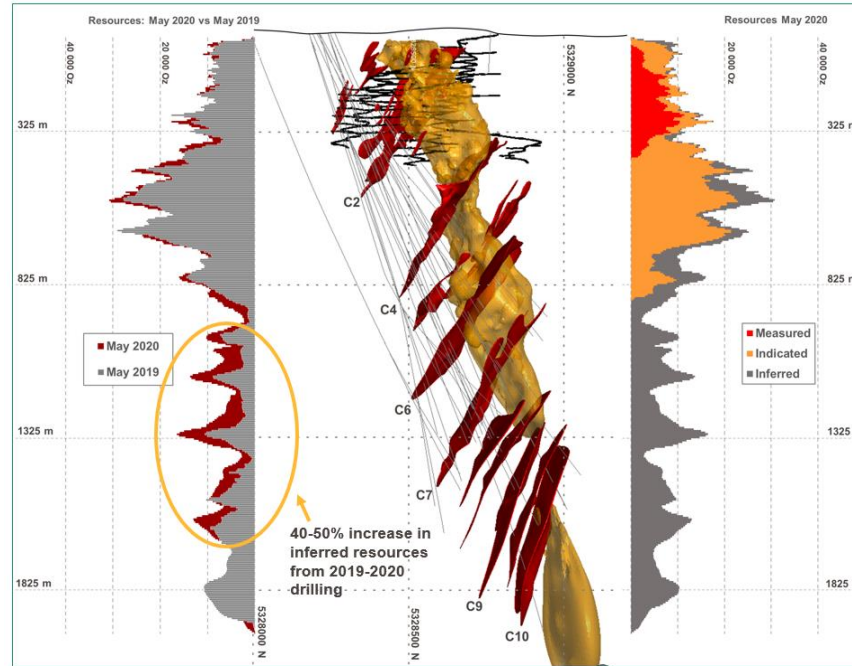 Resources: May 2020 vs May 2019
Resources May 2020
40 000 Oz
20 000 Oz
5329000 N
20 000 Oz
40 000 Oz
325 m
325 m
C2
825 m
825 m
C4
May 2020
May 2019
Measured
Indicated
Inferred
C6
1325 m
1325 m
C7
40-50% increase in
inferred resources
from 2019-2020
drilling
1825 m
1825 m
C9
C10
5328000 N
5328500 N